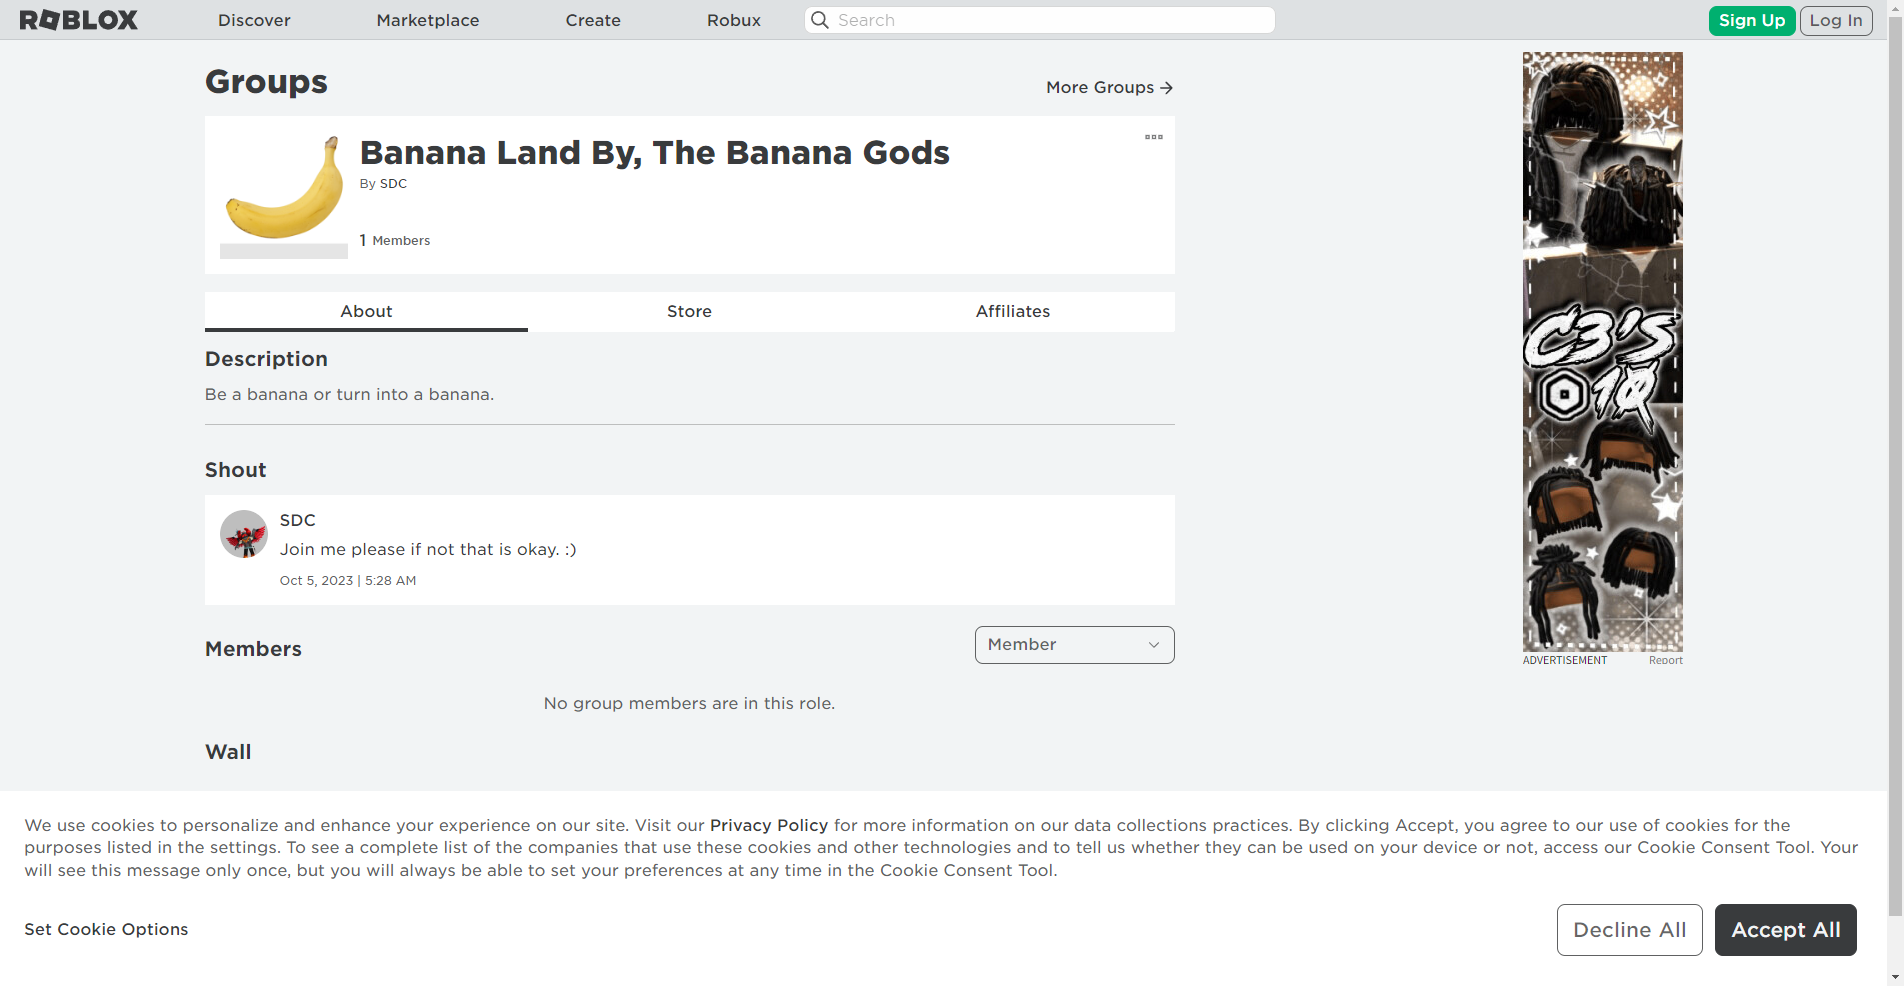 ROBLOX
Discover
Marketplace
Create
Robux
Search
Sign Up
Log In
Groups
More Groups →
Banana Land By, The Banana Gods
By SDC
1 Members
About
Store
Affiliates
Description
Be a banana or turn into a banana.
Shout
SDC
Join me please if not that is okay. :)
Oct 5, 2023 | 5:28 AM
Members
Member
No group members are in this role.
Wall
C3'S
10
ADVERTISEMENT
Report
We use cookies to personalize and enhance your experience on our site. Visit our Privacy Policy for more information on our data collections practices. By clicking Accept, you agree to our use of cookies for the
purposes listed in the settings. To see a complete list of the companies that use these cookies and other technologies and to tell us whether they can be used on your device or not, access our Cookie Consent Tool. Your
will see this message only once, but you will always be able to set your preferences at any time in the Cookie Consent Tool.
Set Cookie Options
Decline All
Accept All